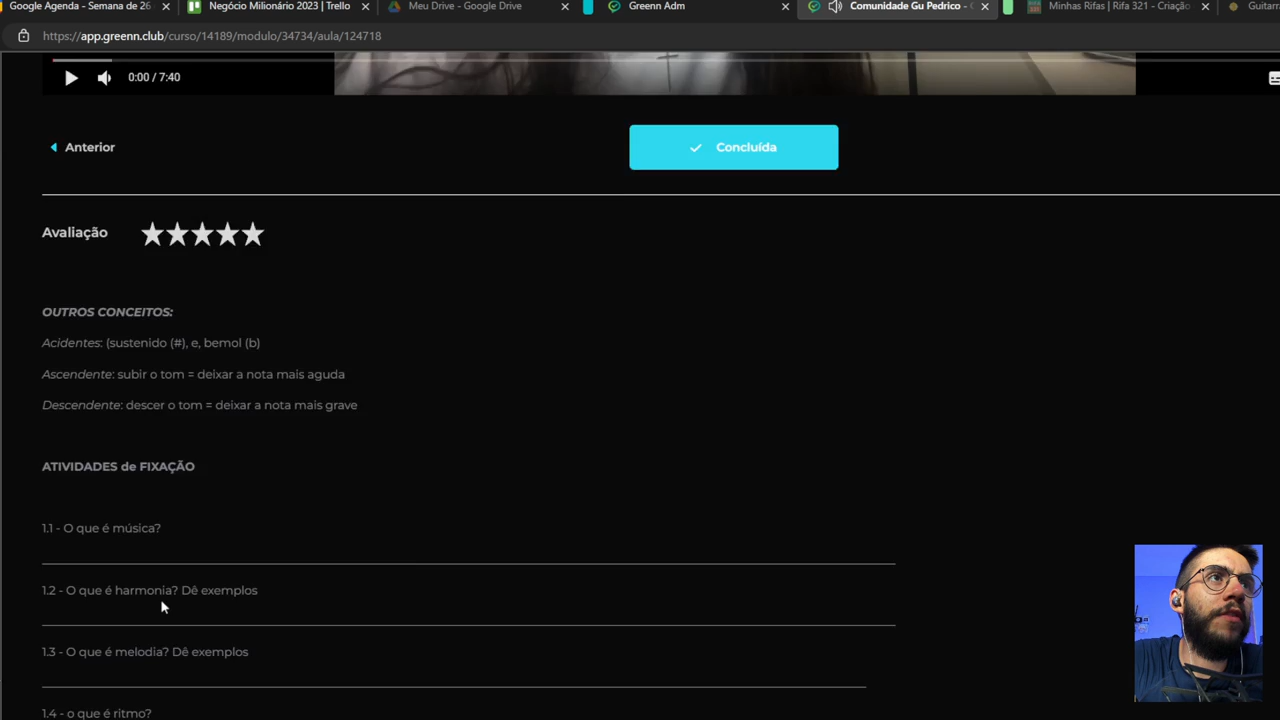 Google Agenda - Semana de 26
Negócio Milionário 2023 | Trello
Meu Drive - Google Drive
Greenn Adm
Comunidade Gu Pedrico -
Minhas Rifas | Rifa 321 - Criação
Guitarr
https://app.greenn.club/curso/14189/modulo/34734/aula/124718
0:00 / 7:40
Anterior
Concluída
Avaliação
OUTROS CONCEITOS:
Acidentes: (sustenido (#), e, bemol (b)
Ascendente: subir o tom = deixar a nota mais aguda
Descendente: descer o tom = deixar a nota mais grave
ATIVIDADES de FIXAÇÃO
1.1 - O que é música?
1.2 - O que é harmonia? Dê exemplos
1.3 - O que é melodia? Dê exemplos
1.4 - o que é ritmo?